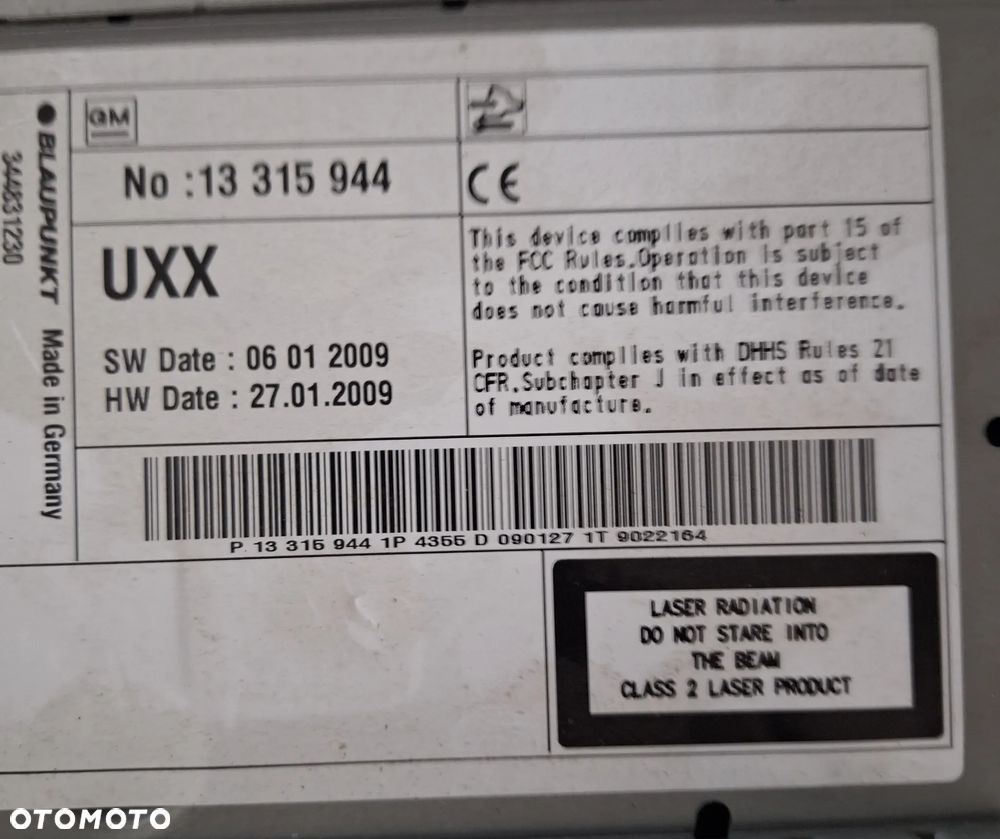 GM
No :13 315 944
UXX
SW Date : 06 01 2009
HW Date : 27.01.2009
CE
This device complies with part 15 of
the FCC Rules.Operation is subject
to the condition that this device
does not cause harmful interference.
Product complies with DHHS Rules 21
CFR.Subchapter J in effect as of date
of manufacture.
BLAUPUNKT Made in Germany
344831230
P 13 315 944 1P 4355 D 090127 1T 9022164
LASER RADIATION
DO NOT STARE INTO
THE BEAM
CLASS 2 LASER PRODUCT
OTOMOTO